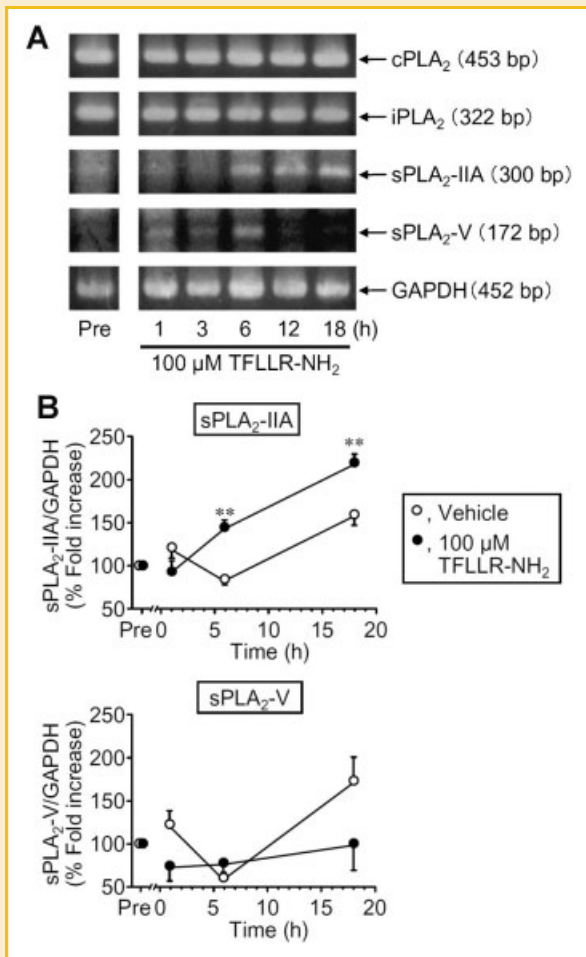 A
cPLA₂ (453 bp)
iPLA₂ (322 bp)
sPLA₂-IIA (300 bp)
sPLA₂-V (172 bp)
GAPDH (452 bp)
Pre 1 3 6 12 18 (h)
100 µM TFLLR-NH₂
B
sPLA₂-IIA
sPLA₂-IIA/GAPDH
(% Fold increase)
250
200
150
100
50
**
**
Pre 0 5 10 15 20
Time (h)
○, Vehicle
●, 100 µM
TFLLR-NH₂
sPLA₂-V
sPLA₂-V/GAPDH
(% Fold increase)
250
200
150
100
50
Pre 0 5 10 15 20
Time (h)